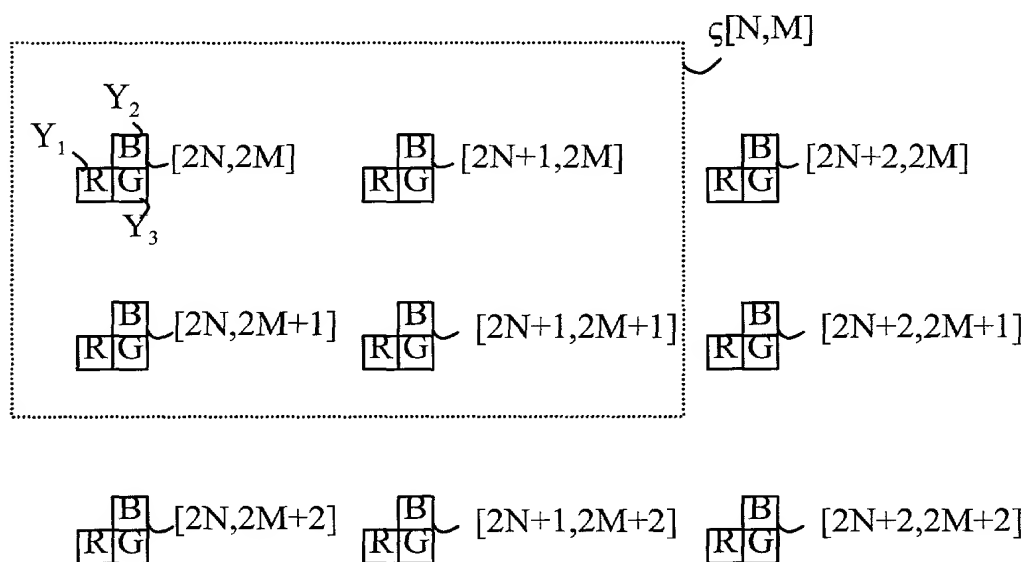 ς[N,M]
Y₂
Y₁ B [2N,2M] B [2N+1,2M] B [2N+2,2M]
R G R G R G
Y₃
B [2N,2M+1] B [2N+1,2M+1] B [2N+2,2M+1]
R G R G R G
B [2N,2M+2] B [2N+1,2M+2] B [2N+2,2M+2]
R G R G R G